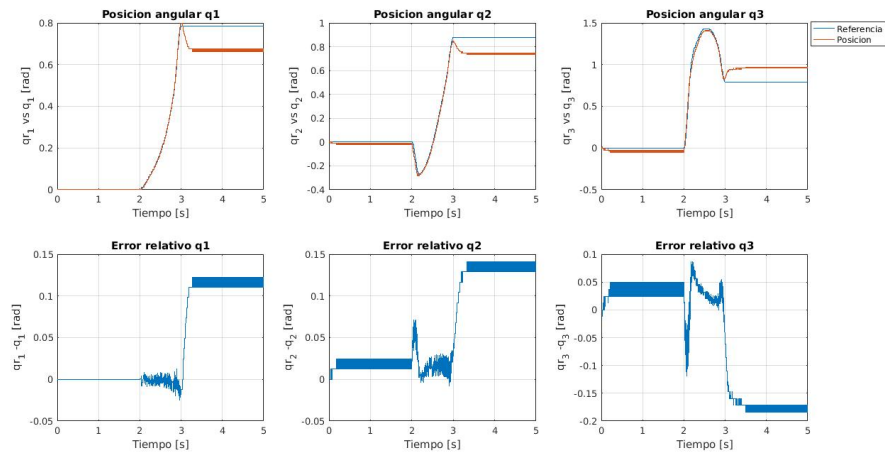 Posicion angular q1
qr1 vs q1 [rad]
0.8
0.6
0.4
0.2
0
0 1 2 3 4 5
Tiempo [s]
Posicion angular q2
qr2 vs q2 [rad]
1
0.8
0.6
0.4
0.2
0
-0.2
-0.4
0 1 2 3 4 5
Tiempo [s]
Posicion angular q3
qr3 vs q3 [rad]
1.5
1
0.5
0
-0.5
0 1 2 3 4 5
Tiempo [s]
Referencia
Posicion
Error relativo q1
qr1 -q1 [rad]
0.15
0.1
0.05
0
-0.05
0 1 2 3 4 5
Tiempo [s]
Error relativo q2
qr2 -q2 [rad]
0.15
0.1
0.05
0
-0.05
0 1 2 3 4 5
Tiempo [s]
Error relativo q3
qr3 -q3 [rad]
0.1
0.05
0
-0.05
-0.1
-0.15
-0.2
0 1 2 3 4 5
Tiempo [s]